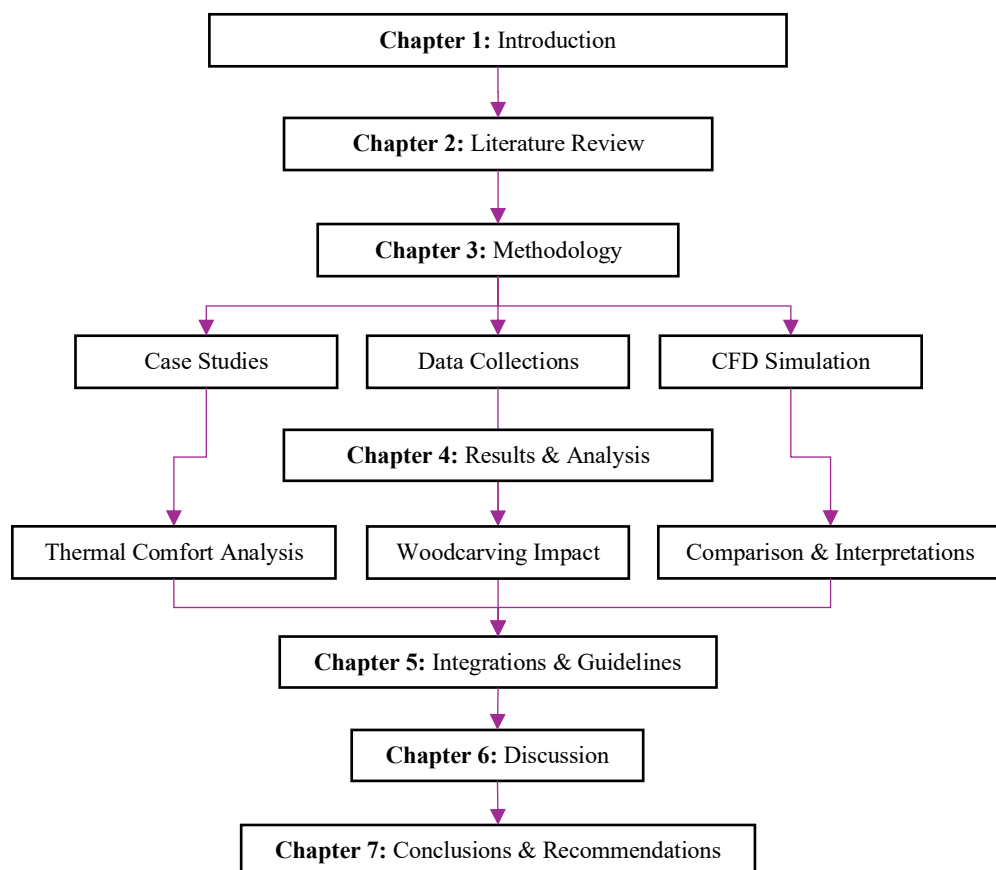 Chapter 1: Introduction
Chapter 2: Literature Review
Chapter 3: Methodology
Case Studies
Data Collections
CFD Simulation
Chapter 4: Results & Analysis
Thermal Comfort Analysis
Woodcarving Impact
Comparison & Interpretations
Chapter 5: Integrations & Guidelines
Chapter 6: Discussion
Chapter 7: Conclusions & Recommendations